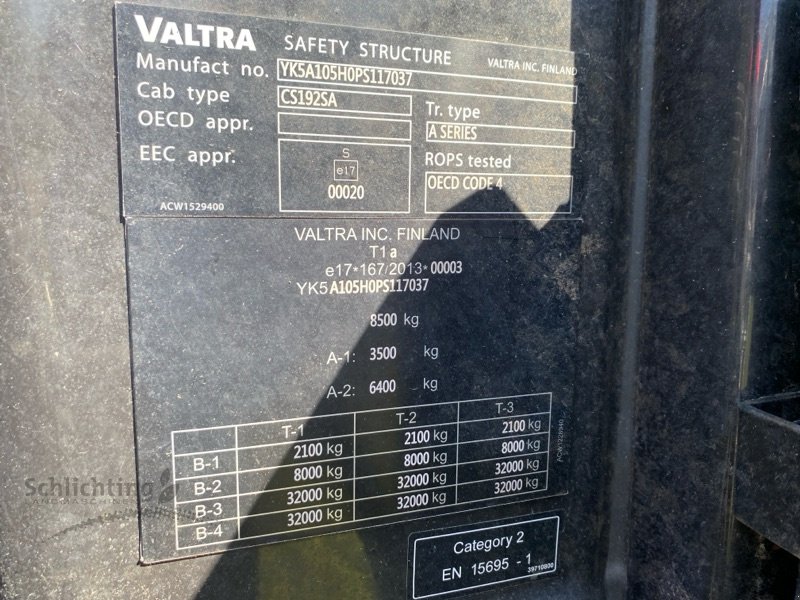 VALTRA SAFETY STRUCTURE VALTRA INC. FINLAND
Manufact no. YK5A105H0PS117037
Cab type CS192SA
Tr. type
OECD appr. A SERIES
EEC appr. S ROPS tested
e17 OECD CODE 4
00020
ACW1529400
VALTRA INC. FINLAND
T1a
e17*167/2013*00003
YK5A105H0PS117037
8500 kg
A-1: 3500 kg
A-2: 6400 kg
T-1 T-2 T-3
B-1 2100 kg 2100 kg 2100 kg
B-2 8000 kg 8000 kg 8000 kg
B-3 32000 kg 32000 kg 32000 kg
B-4 32000 kg 32000 kg 32000 kg
Schlichting
Category 2
EN 15695 - 1
39710800